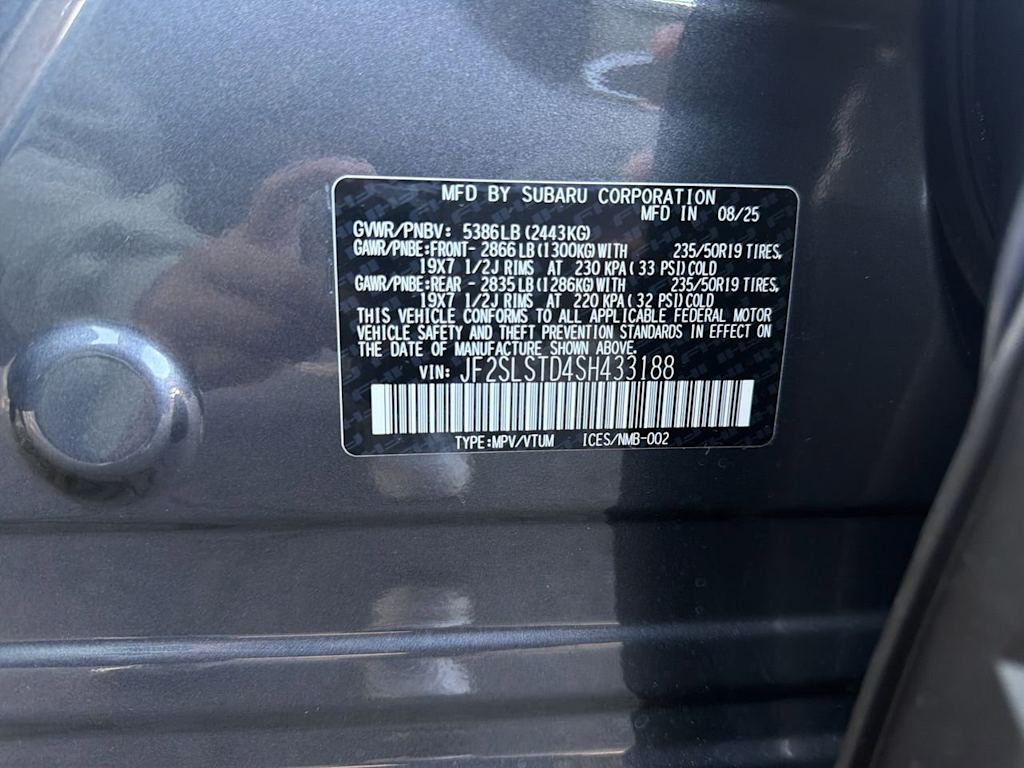 MFD BY SUBARU CORPORATION
MFD IN 08/25
GVWR/PNBV: 5386LB (2443KG)
GAWR/PNBE:FRONT- 2866LB (1300KG)WITH 235/50R19 TIRES,
19X7 1/2J RIMS AT 230 KPA( 33 PSI)COLD
GAWR/PNBE:REAR - 2835LB (1286KG)WITH 235/50R19 TIRES,
19X7 1/2J RIMS AT 220 KPA( 32 PSI)COLD
THIS VEHICLE CONFORMS TO ALL APPLICABLE FEDERAL MOTOR
VEHICLE SAFETY AND THEFT PREVENTION STANDARDS IN EFFECT ON
THE DATE OF MANUFACTURE SHOWN ABOVE.
VIN: JF2SLSTD4SH433188
TYPE:MPV/VTUM ICES/NMB-002